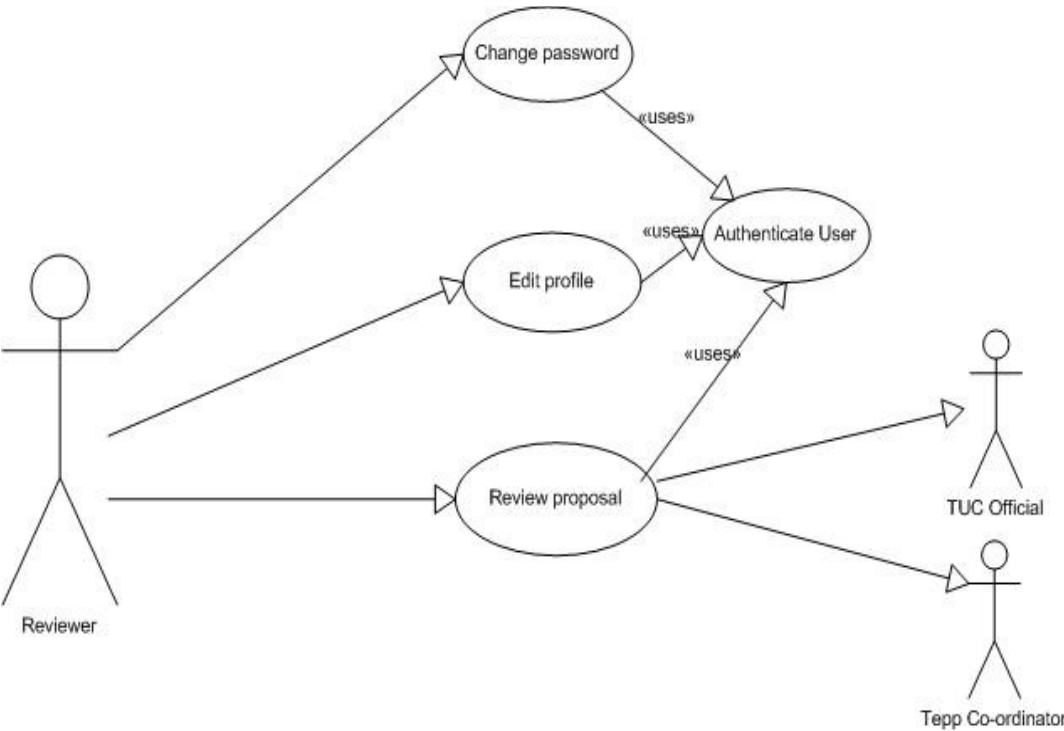 Change password
«uses»
«uses»
Authenticate User
Edit profile
«uses»
Review proposal
TUC Official
Reviewer
Tepp Co-ordinator